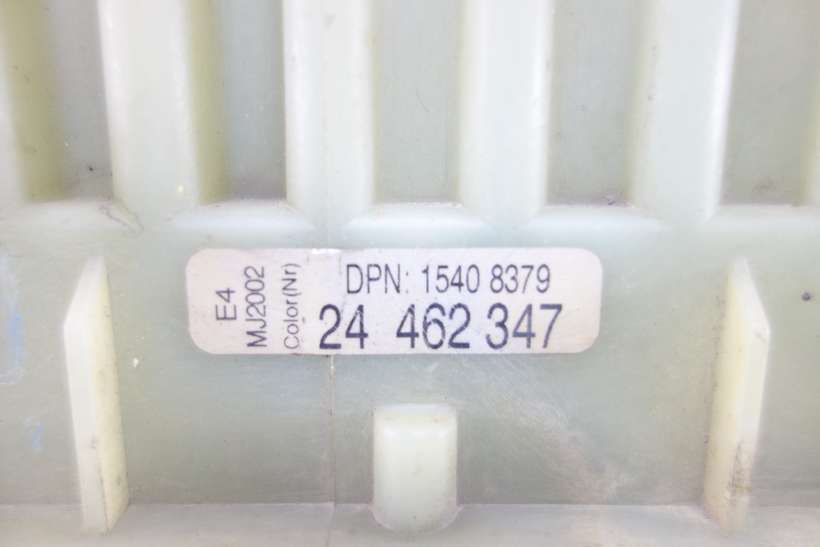 E4
MJ2002
Color(Nr)
DPN: 1540 8379
24 462 347